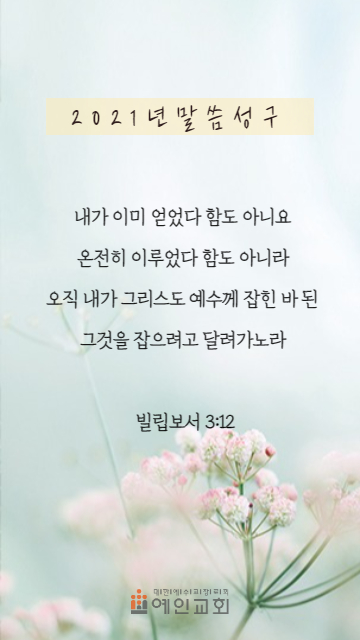 2021년말씀성구
내가 이미 얻었다 함도 아니요
온전히 이루었다 함도 아니라
오직 내가 그리스도 예수께 잡힌 바 된
그것을 잡으려고 달려가노라
빌립보서 3:12
예인교회